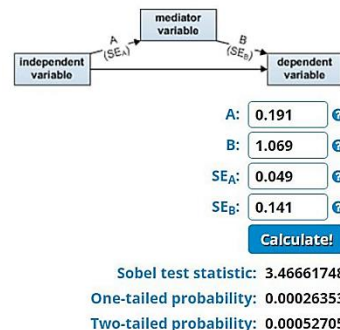 mediator
variable
A
(SEA)
B
(SEB)
independent
variable
dependent
variable
A: 0.191 ?
B: 1.069 ?
SEA: 0.049 ?
SEB: 0.141 ?
Calculate!
Sobel test statistic: 3.46661748
One-tailed probability: 0.00026353
Two-tailed probability: 0.00052705